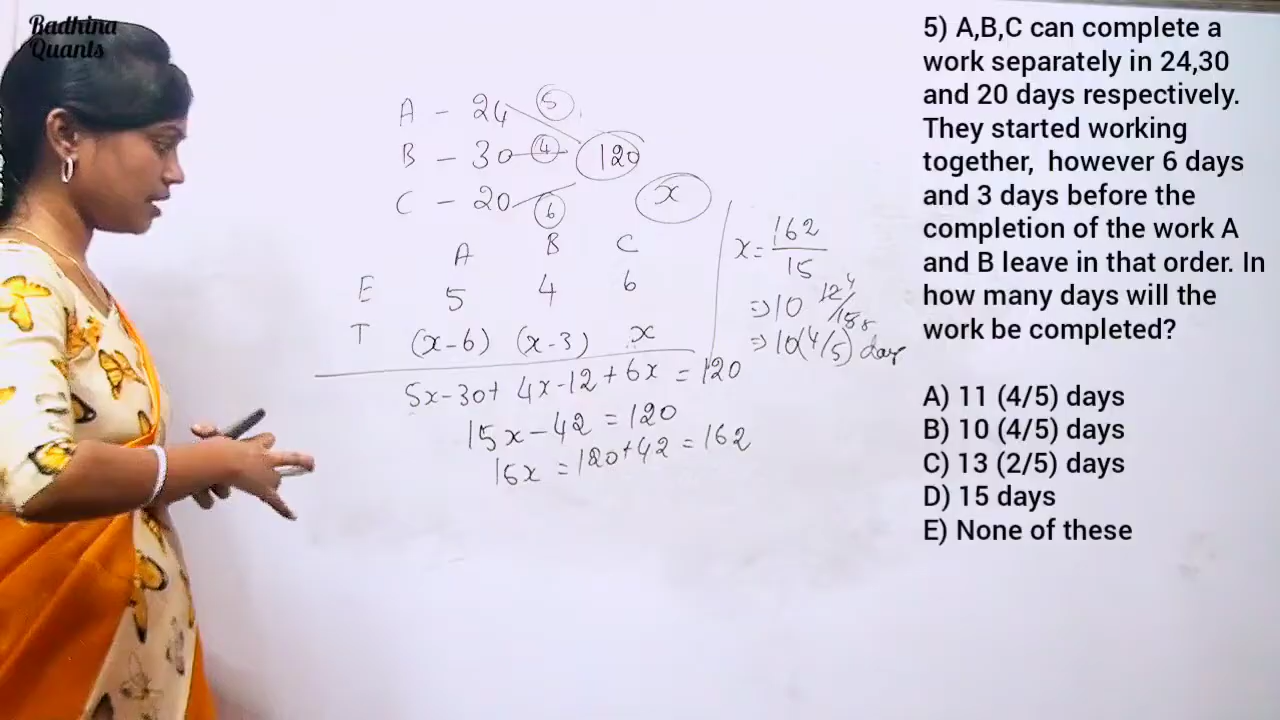 Badhina
Quants
A - 24 5
B - 30 4 120
C - 20 6 x
A B C
E 5 4 6
T (x-6) (x-3) x
5x-30+ 4x-12+6x = 120
15x-42 = 120
15x = 120+42 = 162
x = 162/15
⇒ 10 12 4/15 5
⇒ 10(4/5) days
5) A,B,C can complete a
work separately in 24,30
and 20 days respectively.
They started working
together, however 6 days
and 3 days before the
completion of the work A
and B leave in that order. In
how many days will the
work be completed?
A) 11 (4/5) days
B) 10 (4/5) days
C) 13 (2/5) days
D) 15 days
E) None of these